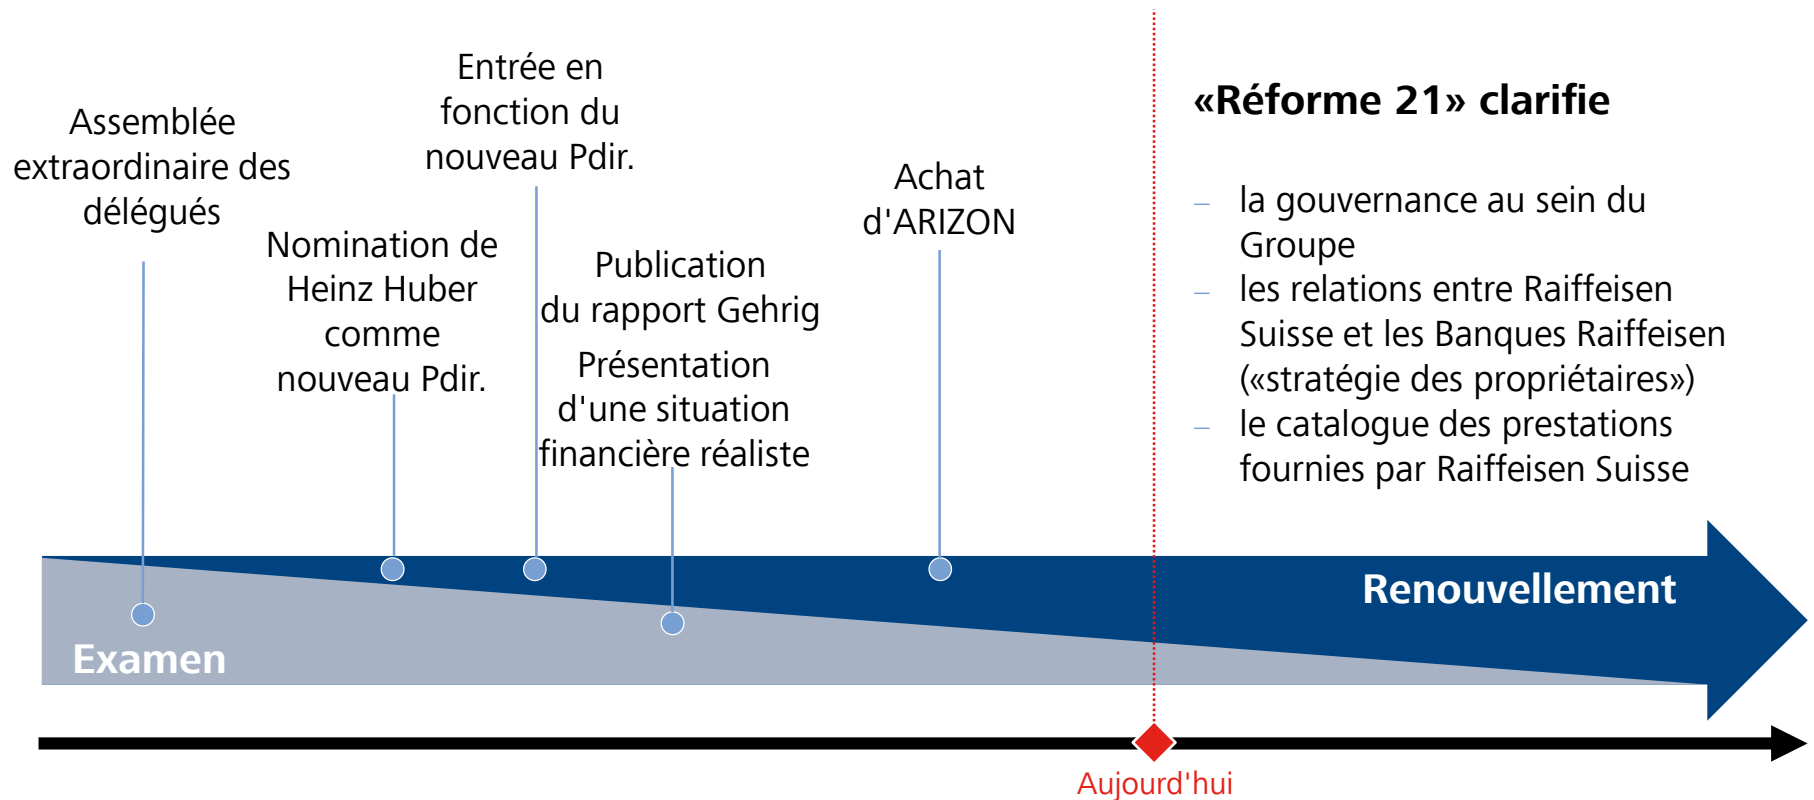 Assemblée
extraordinaire des
délégués
Nomination de
Heinz Huber
comme
nouveau Pdir.
Entrée en
fonction du
nouveau Pdir.
Publication
du rapport Gehrig
Présentation
d'une situation
financière réaliste
Achat
d'ARIZON
«Réforme 21» clarifie
– la gouvernance au sein du
Groupe
– les relations entre Raiffeisen
Suisse et les Banques Raiffeisen
(«stratégie des propriétaires»)
– le catalogue des prestations
fournies par Raiffeisen Suisse
Renouvellement
Examen
Aujourd'hui